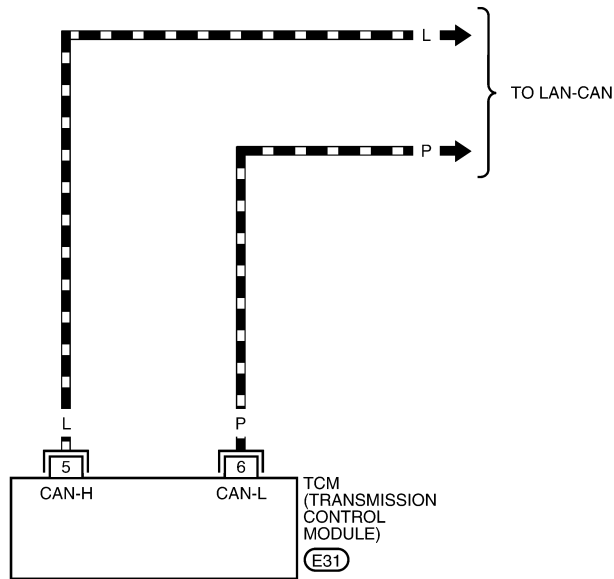 L
TO LAN-CAN
P
L
P
5
6
CAN-H
CAN-L
TCM
(TRANSMISSION
CONTROL
MODULE)
E31